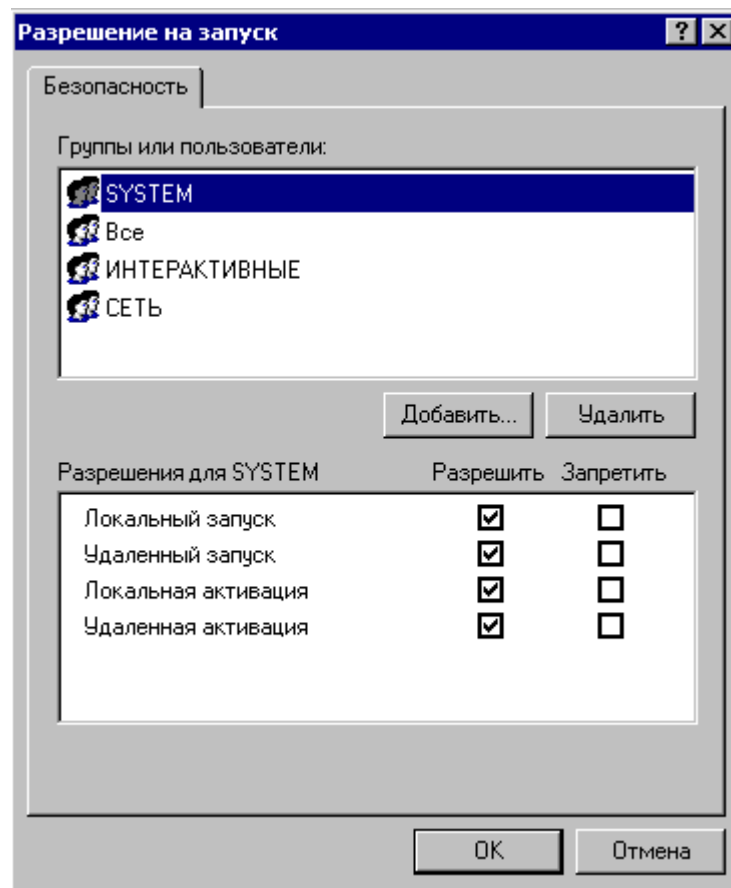 Разрешение на запуск
Безопасность
Группы или пользователи:
SYSTEM
Все
ИНТЕРАКТИВНЫЕ
СЕТЬ
Добавить... Удалить
Разрешения для SYSTEM Разрешить Запретить
Локальный запуск
Удаленный запуск
Локальная активация
Удаленная активация
OK Отмена